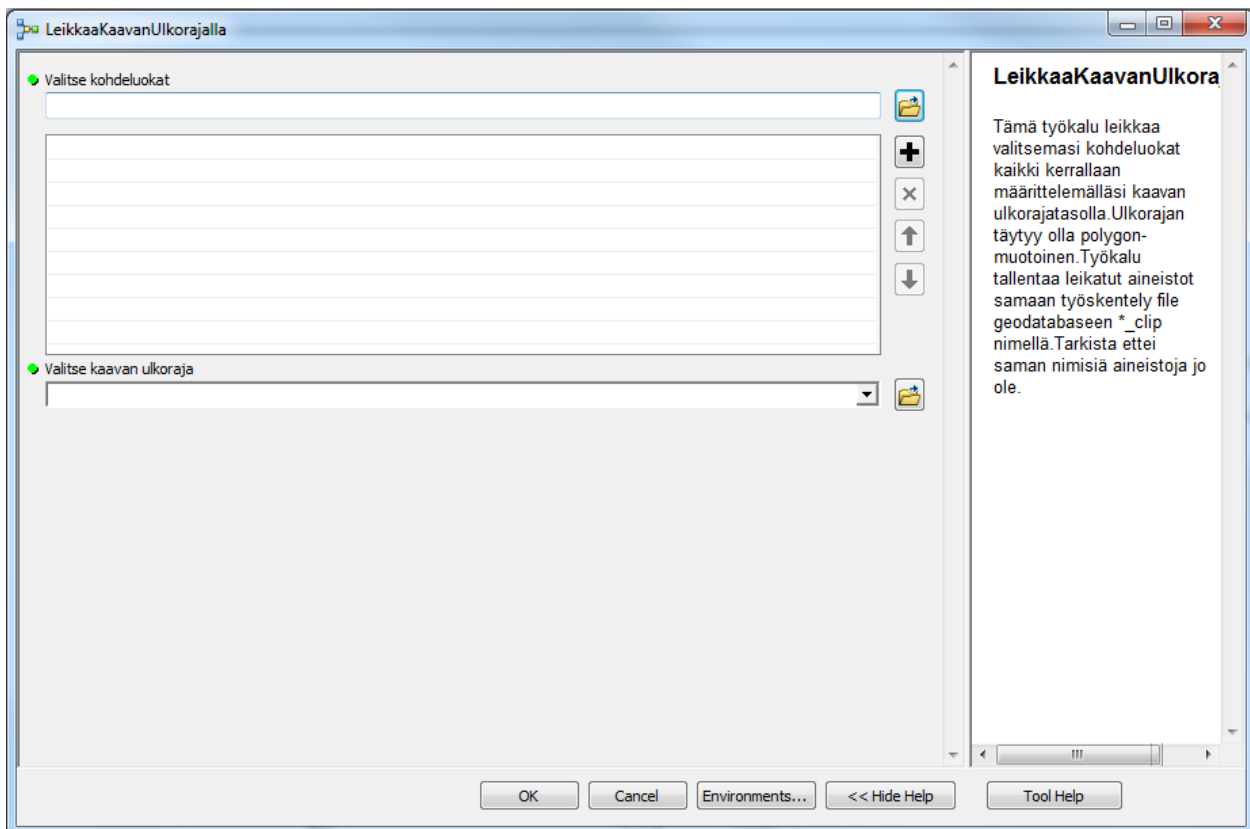 LeikkaaKaavanUlkorajalla
Valitse kohdeluokat
Valitse kaavan ulkoraja
OK
Cancel
Environments...
<< Hide Help
LeikkaaKaavanUlkoraj
Tämä työkalu leikkaa
valitsemasi kohdeluokat
kaikki kerrallaan
määrittelemälläsi kaavan
ulkorajatasolla.Ulkorajan
täytyy olla polygon-
muotoinen.Työkalu
tallentaa leikatut aineistot
samaan työskentely file
geodatabaseen *_clip
nimellä.Tarkista ettei
saman nimisiä aineistoja jo
ole.
Tool Help